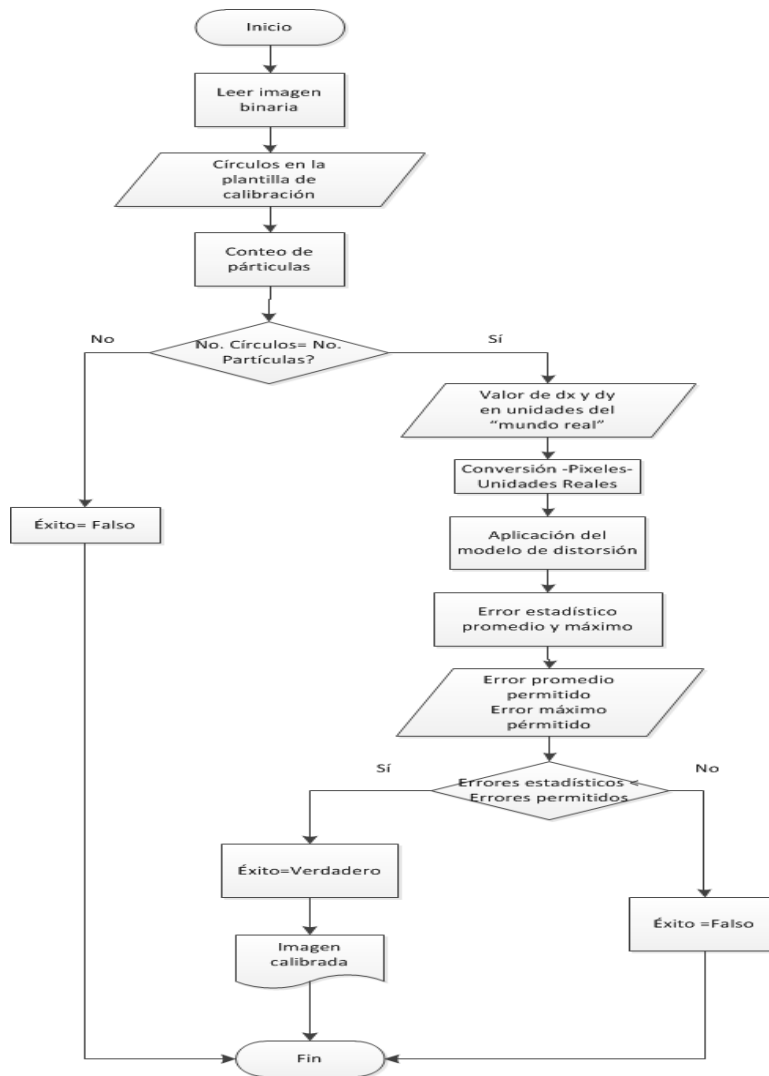 Inicio
Leer imagen
binaria
Círculos en la
plantilla de
calibración
Conteo de
párticulas
No
No. Círculos= No.
Partículas?
Sí
Valor de dx y dy
en unidades del
“mundo real”
Conversión -Pixeles-
Unidades Reales
Éxito= Falso
Aplicación del
modelo de distorsión
Error estadístico
promedio y máximo
Error promedio
permitido
Error máximo
pérmitido
Sí
Errores estadísticos <
Errores permitidos
No
Éxito=Verdadero
Éxito =Falso
Imagen
calibrada
Fin